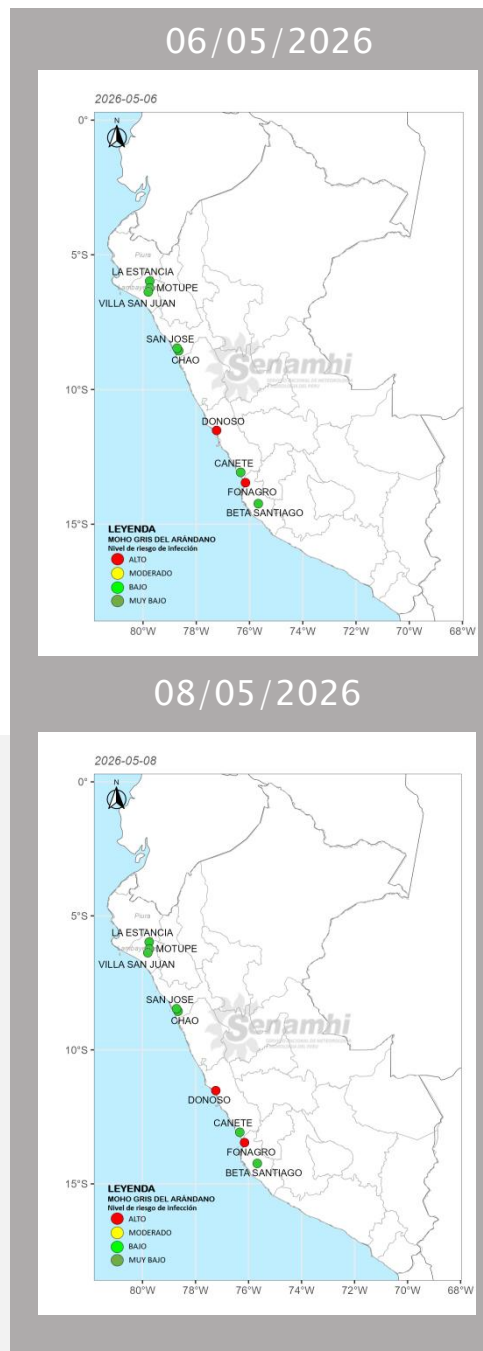 06/05/2026
2026-05-06
N
0°
Piura
5°S
LA ESTANCIA
MOTUPE
VILLA SAN JUAN
SAN JOSE
CHAO
Senamhi
10°S
DONOSO
CANETE
FONAGRO
BETA SANTIAGO
15°S
LEYENDA
MOHO GRIS DEL ARÁNDANO
Nivel de riesgo de infección
ALTO
MODERADO
BAJO
MUY BAJO
80°W 78°W 76°W 74°W 72°W 70°W 68°W
08/05/2026
2026-05-08
N
0°
Piura
5°S
LA ESTANCIA
MOTUPE
VILLA SAN JUAN
SAN JOSE
CHAO
Senamhi
10°S
DONOSO
CANETE
FONAGRO
BETA SANTIAGO
15°S
LEYENDA
MOHO GRIS DEL ARÁNDANO
Nivel de riesgo de infección
ALTO
MODERADO
BAJO
MUY BAJO
80°W 78°W 76°W 74°W 72°W 70°W 68°W